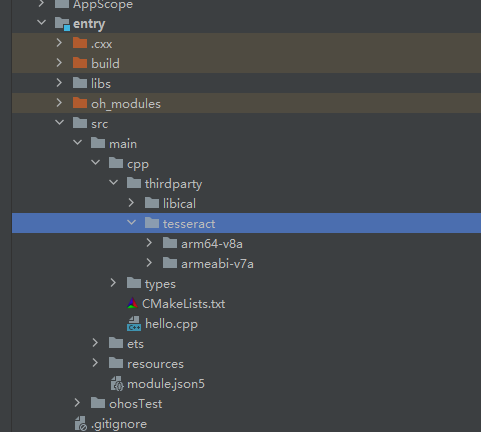 AppScope
entry
.cxx
build
libs
oh_modules
src
main
cpp
thirdparty
libical
tesseract
arm64-v8a
armeabi-v7a
types
CMakeLists.txt
hello.cpp
ets
resources
module.json5
ohosTest
.gitignore